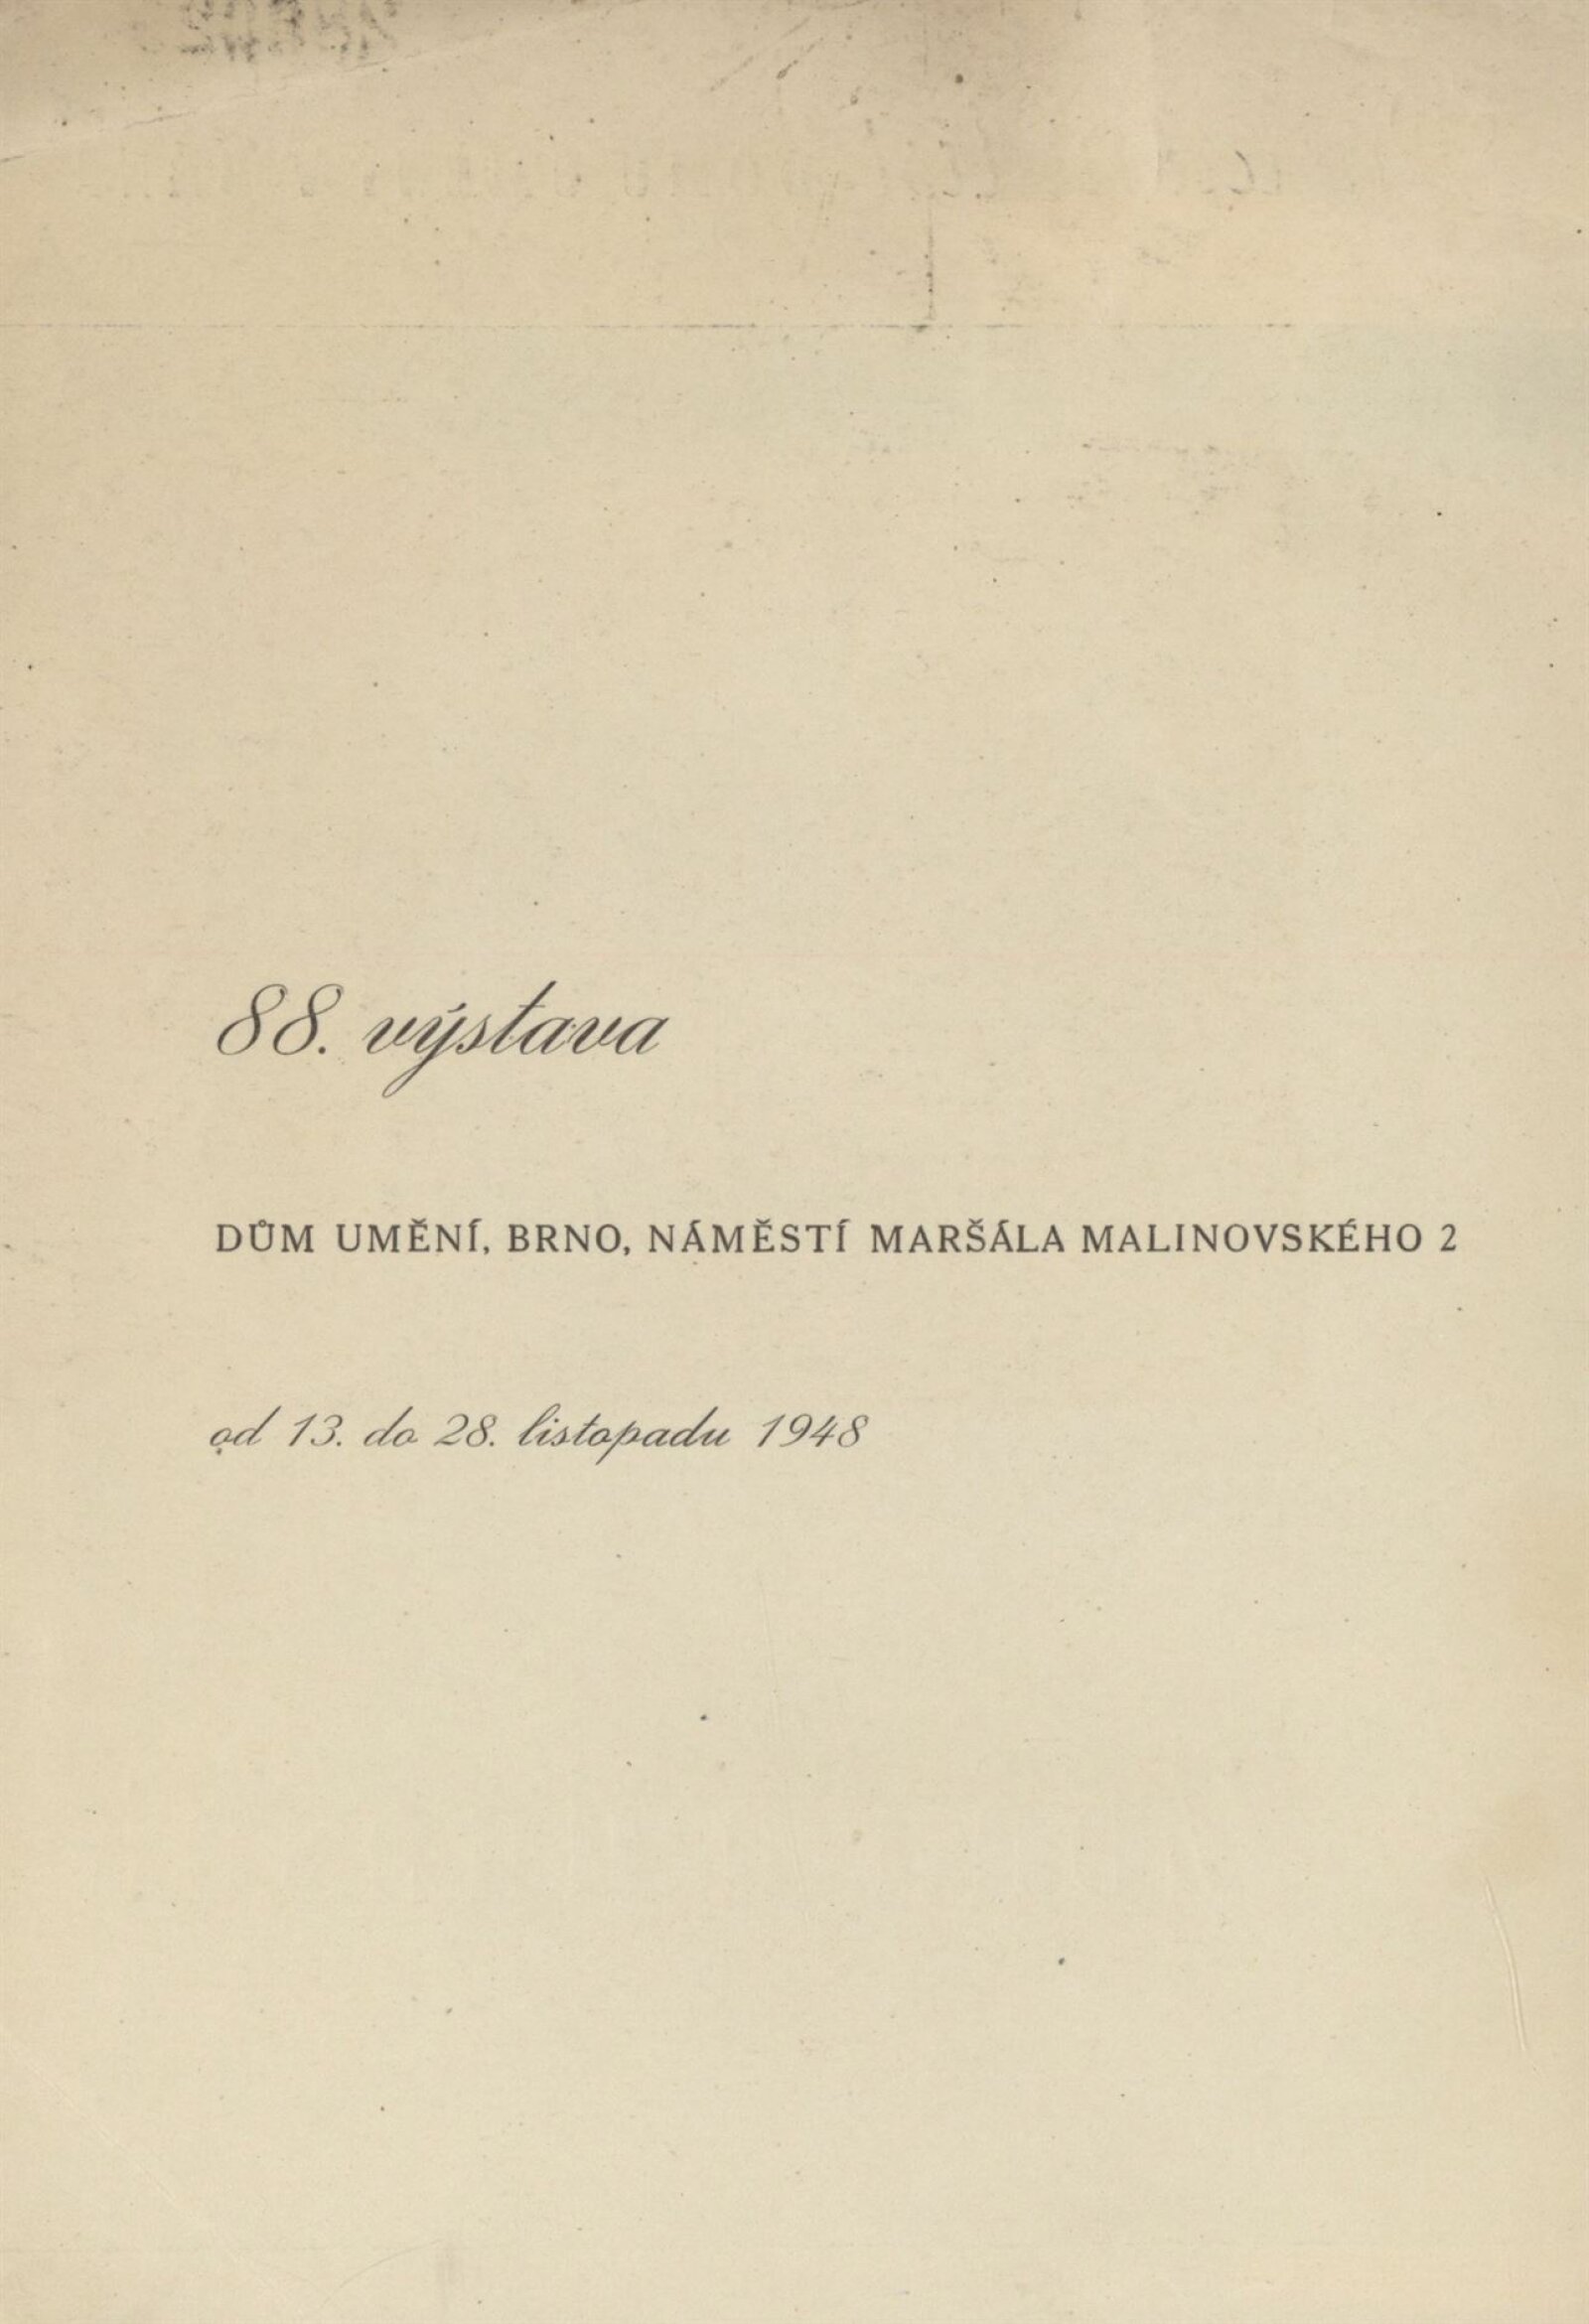 88. výstava
DŮM UMĚNÍ, BRNO, NÁMĚSTÍ MARŠÁLA MALINOVSKÉHO 2
od 13. do 28. listopadu 1948